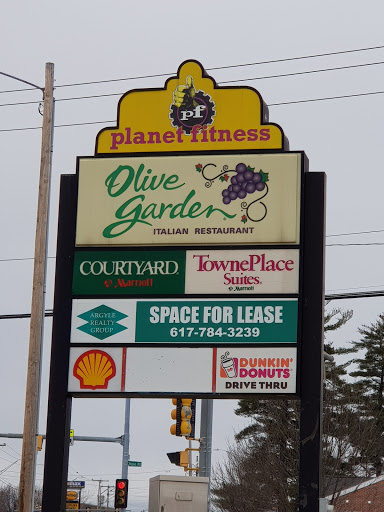 pf
planet fitness
Olive
Garden
ITALIAN RESTAURANT
COURTYARD
Marriott
TownePlace
Suites
Marriott
ARGYLE
REALTY
GROUP
SPACE FOR LEASE
617-784-3239
DUNKIN'
DONUTS
DRIVE THRU